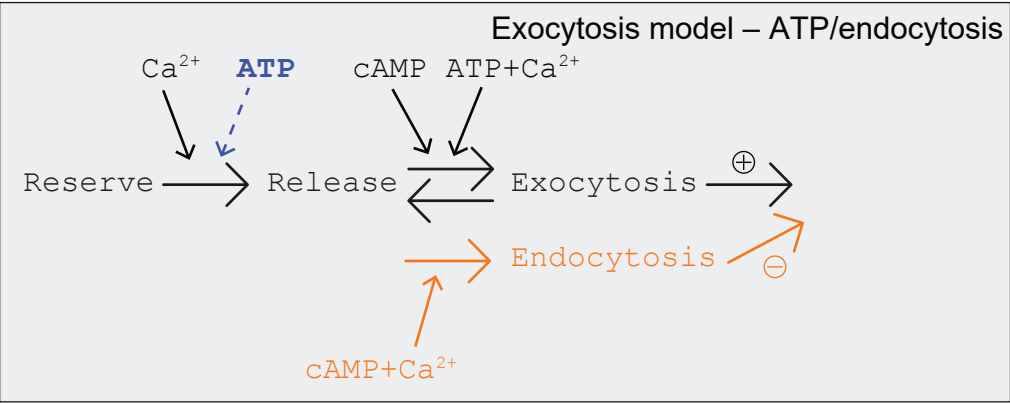 Exocytosis model – ATP/endocytosis
Ca²⁺ ATP cAMP ATP+Ca²⁺
Reserve Release Exocytosis ⊕
Endocytosis ⊖
cAMP+Ca²⁺